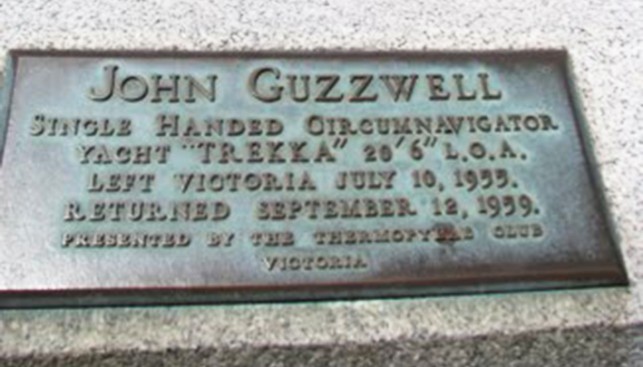 JOHN GUZZWELL
SINGLE HANDED CIRCUMNAVIGATOR
YACHT "TREKKA" 20'6" L.O.A.
LEFT VICTORIA JULY 10, 1955.
RETURNED SEPTEMBER 12, 1959.
PRESENTED BY THE THERMOPYLAE CLUB
VICTORIA